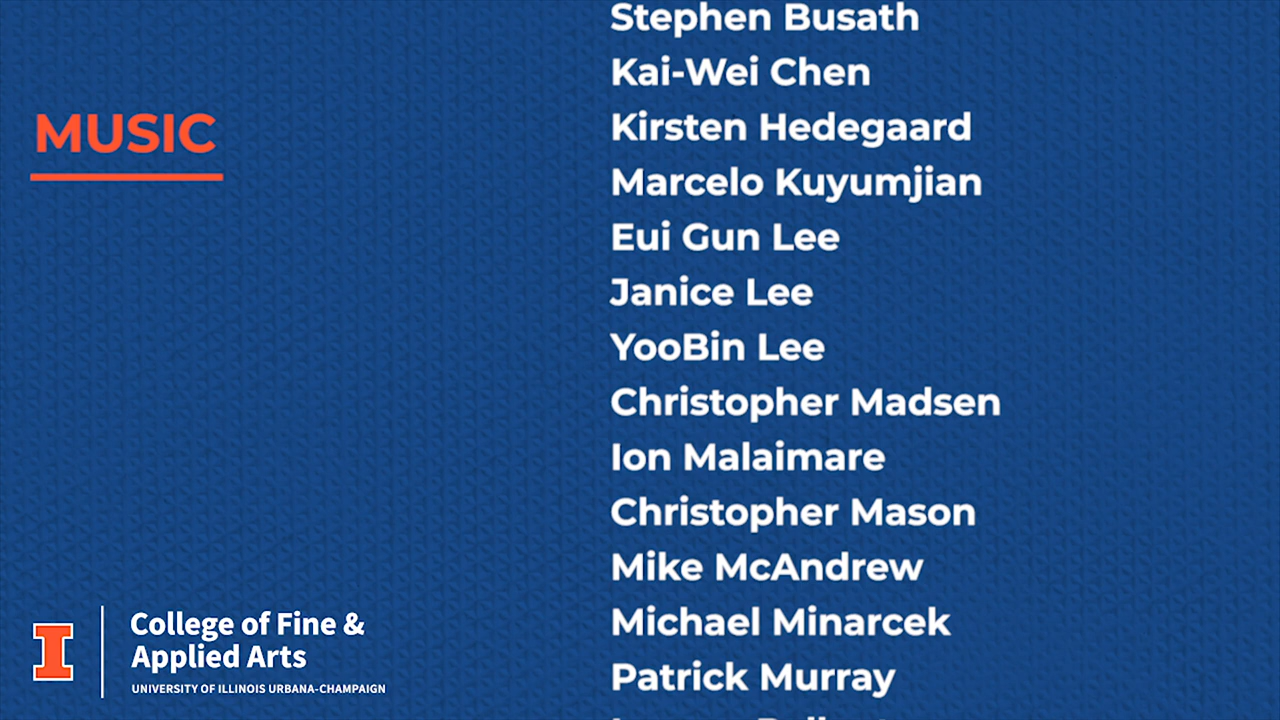 MUSIC
Stephen Busath
Kai-Wei Chen
Kirsten Hedegaard
Marcelo Kuyumjian
Eui Gun Lee
Janice Lee
YooBin Lee
Christopher Madsen
Ion Malaimare
Christopher Mason
Mike McAndrew
Michael Minarcek
Patrick Murray
I
College of Fine &
Applied Arts
UNIVERSITY OF ILLINOIS URBANA-CHAMPAIGN